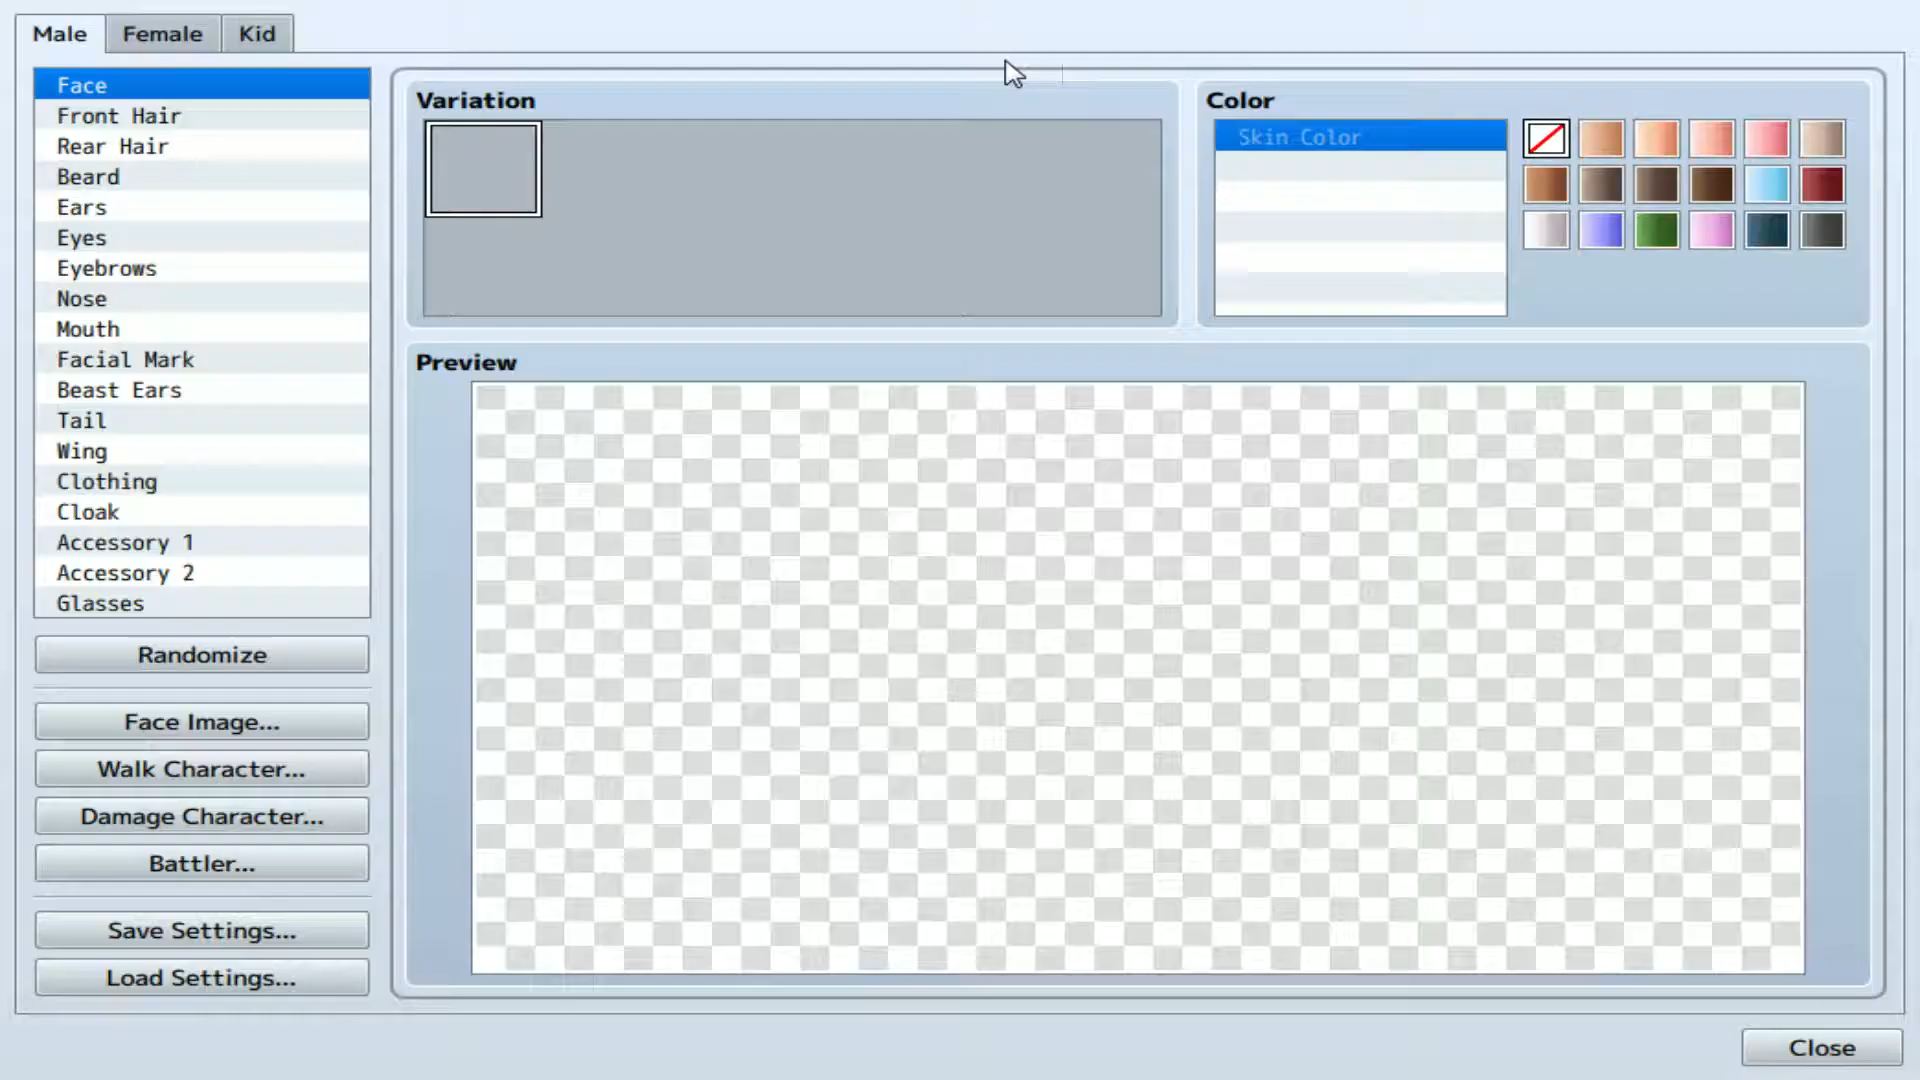 Male Female Kid
Face
Front Hair
Rear Hair
Beard
Ears
Eyes
Eyebrows
Nose
Mouth
Facial Mark
Beast Ears
Tail
Wing
Clothing
Cloak
Accessory 1
Accessory 2
Glasses
Randomize
Face Image...
Walk Character...
Damage Character...
Battler...
Save Settings...
Load Settings...
Variation
Color
Skin Color
Preview
Close